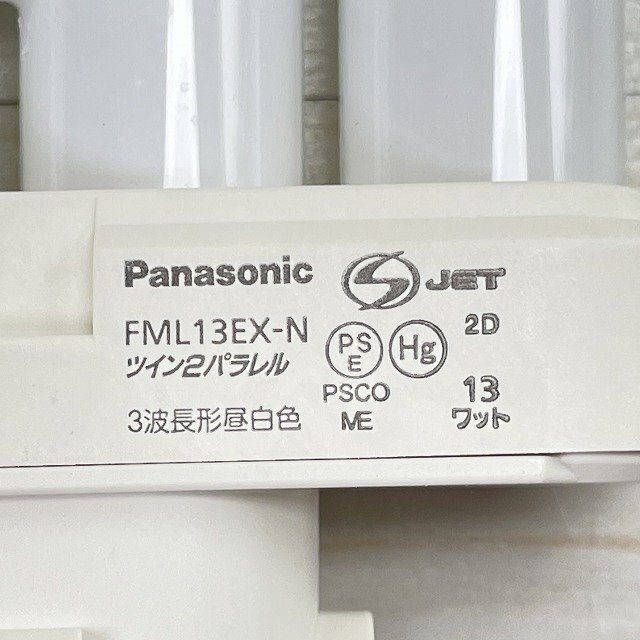 Panasonic
JET
FML13EX-N
2D
PS
E
Hg
ツイン2パラレル
PSCO
13
3波長形昼白色
ME
ワット